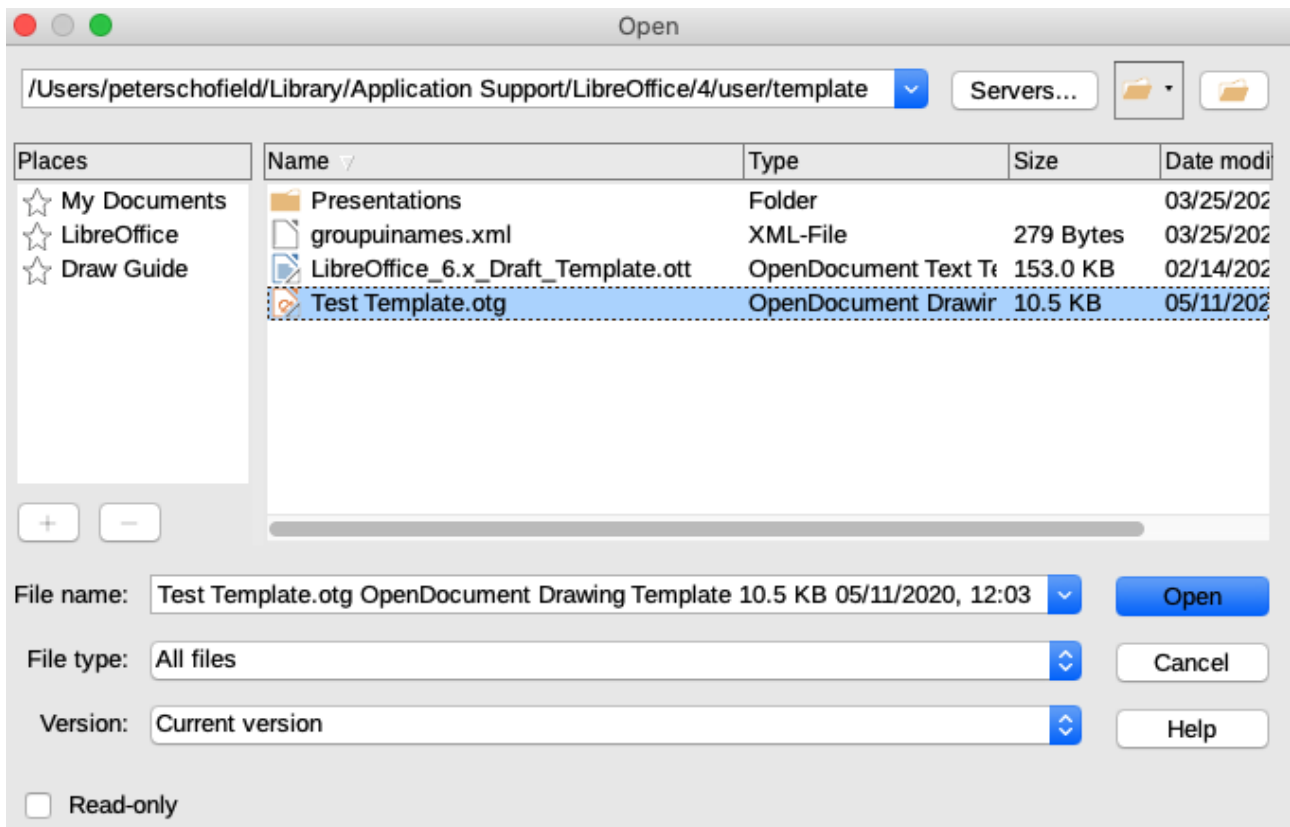 Open
/Users/peterschofield/Library/Application Support/LibreOffice/4/user/template Servers...
Places Name Type Size Date modi
My Documents Presentations Folder 03/25/202
LibreOffice groupuinames.xml XML-File 279 Bytes 03/25/202
Draw Guide LibreOffice_6.x_Draft_Template.ott OpenDocument Text Te 153.0 KB 02/14/202
Test Template.otg OpenDocument Drawin 10.5 KB 05/11/202
+ −
File name: Test Template.otg OpenDocument Drawing Template 10.5 KB 05/11/2020, 12:03 Open
File type: All files Cancel
Version: Current version Help
Read-only